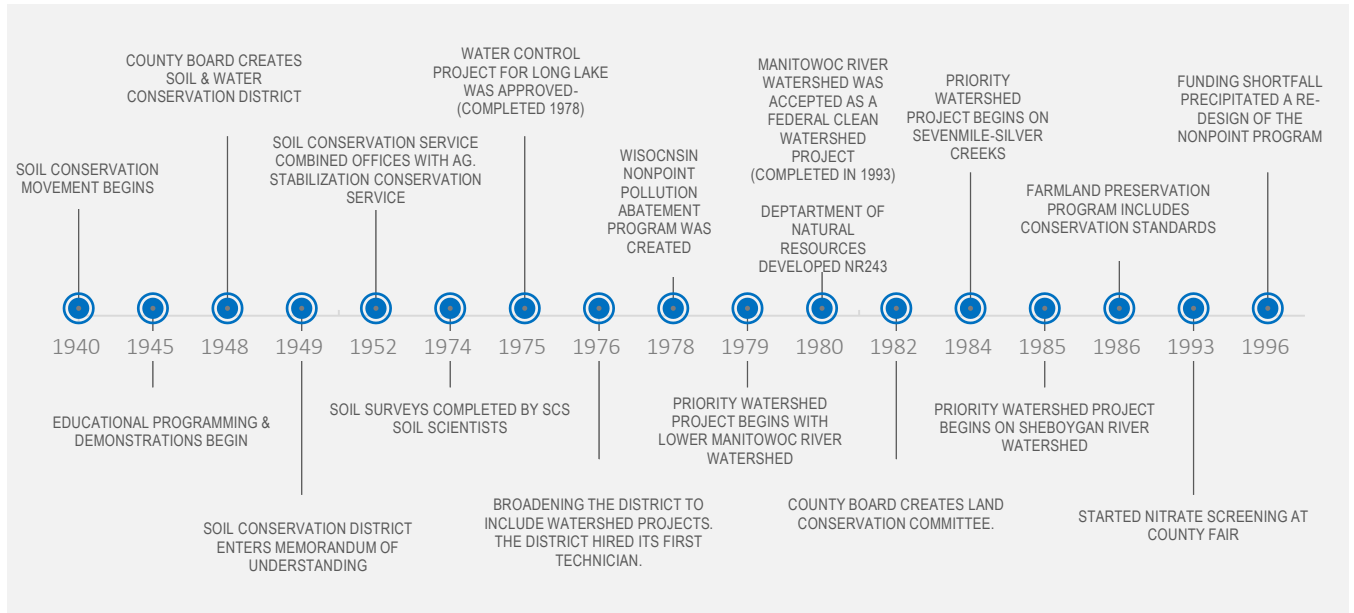 SOIL CONSERVATION
MOVEMENT BEGINS
COUNTY BOARD CREATES
SOIL & WATER
CONSERVATION DISTRICT
SOIL CONSERVATION SERVICE
COMBINED OFFICES WITH AG.
STABILIZATION CONSERVATION
SERVICE
WATER CONTROL
PROJECT FOR LONG LAKE
WAS APPROVED-
(COMPLETED 1978)
WISOCNSIN
NONPOINT
POLLUTION
ABATEMENT
PROGRAM WAS
CREATED
MANITOWOC RIVER
WATERSHED WAS
ACCEPTED AS A
FEDERAL CLEAN
WATERSHED
PROJECT
(COMPLETED IN 1993)
DEPTARTMENT OF
NATURAL
RESOURCES
DEVELOPED NR243
PRIORITY
WATERSHED
PROJECT BEGINS ON
SEVENMILE-SILVER
CREEKS
FARMLAND PRESERVATION
PROGRAM INCLUDES
CONSERVATION STANDARDS
FUNDING SHORTFALL
PRECIPITATED A RE-
DESIGN OF THE
NONPOINT PROGRAM
1940 1945 1948 1949 1952 1974 1975 1976 1978 1979 1980 1982 1984 1985 1986 1993 1996
EDUCATIONAL PROGRAMMING &
DEMONSTRATIONS BEGIN
SOIL CONSERVATION DISTRICT
ENTERS MEMORANDUM OF
UNDERSTANDING
SOIL SURVEYS COMPLETED BY SCS
SOIL SCIENTISTS
BROADENING THE DISTRICT TO
INCLUDE WATERSHED PROJECTS.
THE DISTRICT HIRED ITS FIRST
TECHNICIAN.
PRIORITY WATERSHED
PROJECT BEGINS WITH
LOWER MANITOWOC RIVER
WATERSHED
COUNTY BOARD CREATES LAND
CONSERVATION COMMITTEE.
PRIORITY WATERSHED PROJECT
BEGINS ON SHEBOYGAN RIVER
WATERSHED
STARTED NITRATE SCREENING AT
COUNTY FAIR